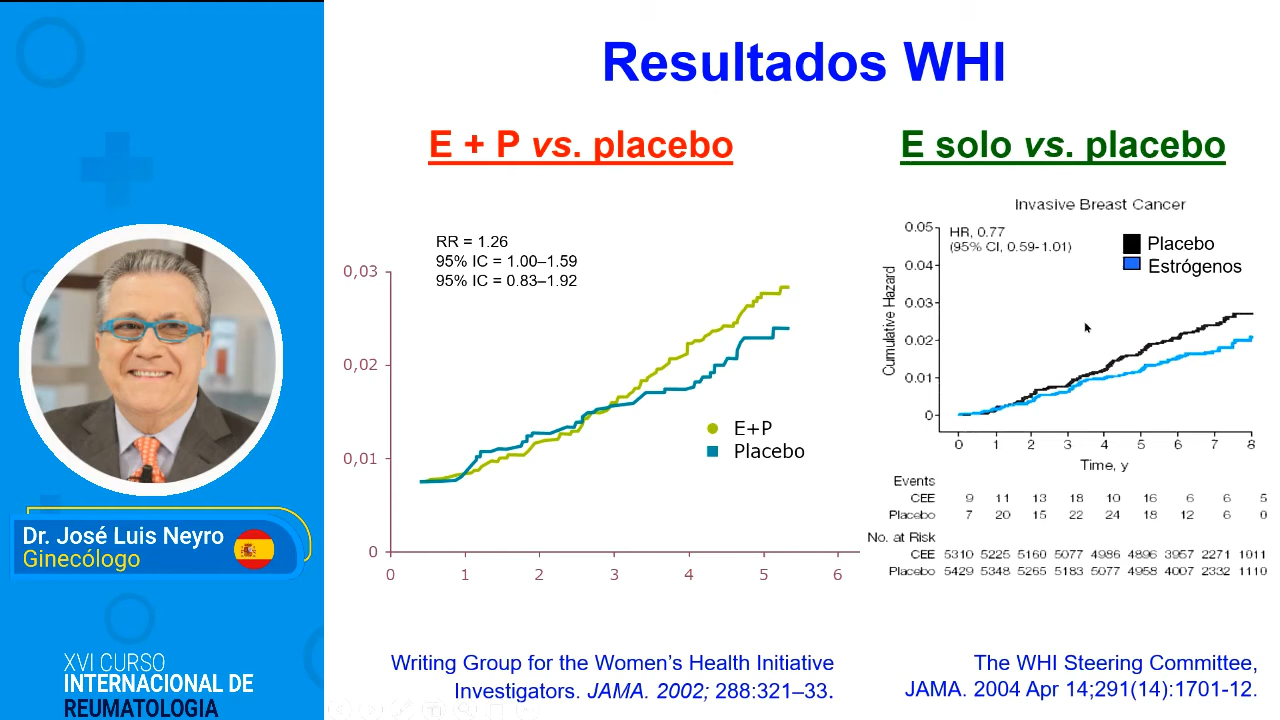 Resultados WHI
E + P vs. placebo
E solo vs. placebo
RR = 1.26
95% IC = 1.00–1.59
95% IC = 0.83–1.92
0,03
0,02
0,01
0
0 1 2 3 4 5 6
E+P
Placebo
Invasive Breast Cancer
HR, 0.77
(95% CI, 0.59-1.01)
Placebo
Estrógenos
Cumulative Hazard
0.05
0.04
0.03
0.02
0.01
0
0 1 2 3 4 5 6 7 8
Time, y
Events
CEE 9 11 13 18 10 16 6 6 5
Placebo 7 20 15 22 24 18 12 6 0
No. at Risk
CEE 5310 5225 5160 5077 4986 4896 3957 2271 1011
Placebo 5429 5348 5265 5183 5077 4958 4007 2332 1110
Writing Group for the Women’s Health Initiative
Investigators. JAMA. 2002; 288:321–33.
The WHI Steering Committee,
JAMA. 2004 Apr 14;291(14):1701-12.
Dr. José Luis Neyro
Ginecólogo
XVI CURSO
INTERNACIONAL DE
REUMATOLOGIA